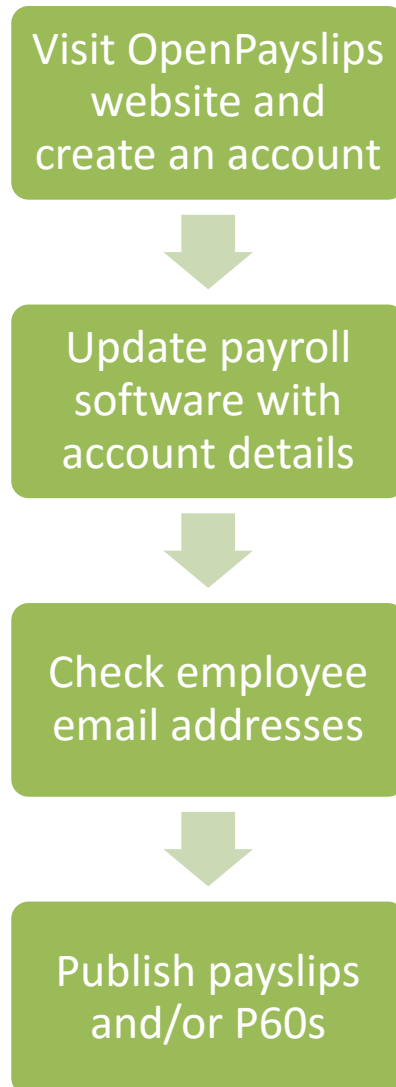 Visit OpenPayslips
website and
create an account
Update payroll
software with
account details
Check employee
email addresses
Publish payslips
and/or P60s